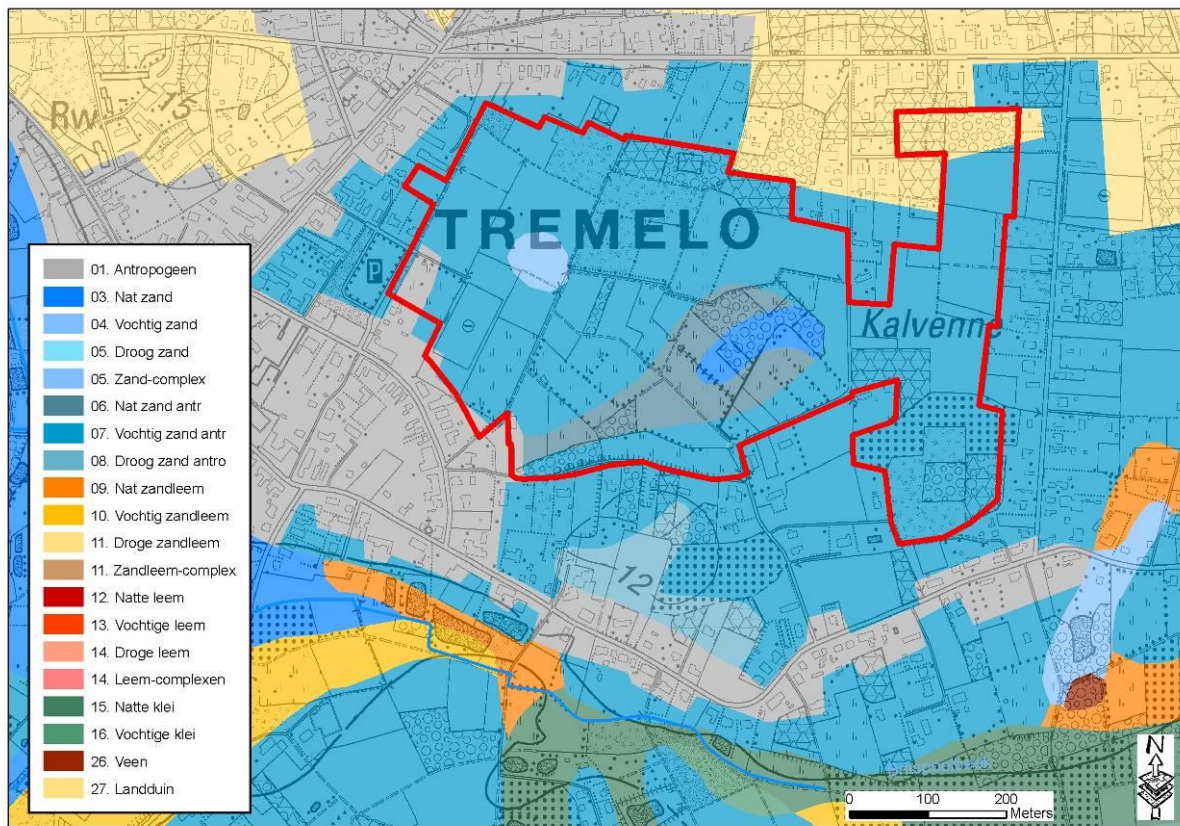 Rw
15
TREMELO
P
Kalvenne
12
01. Antropogeen
03. Nat zand
04. Vochtig zand
05. Droog zand
05. Zand-complex
06. Nat zand antr
07. Vochtig zand antr
08. Droog zand antro
09. Nat zandleem
10. Vochtig zandleem
11. Droge zandleem
11. Zandleem-complex
12. Natte leem
13. Vochtige leem
14. Droge leem
14. Leem-complexen
15. Natte klei
16. Vochtige klei
26. Veen
27. Landduin
N
0 100 200
Meters